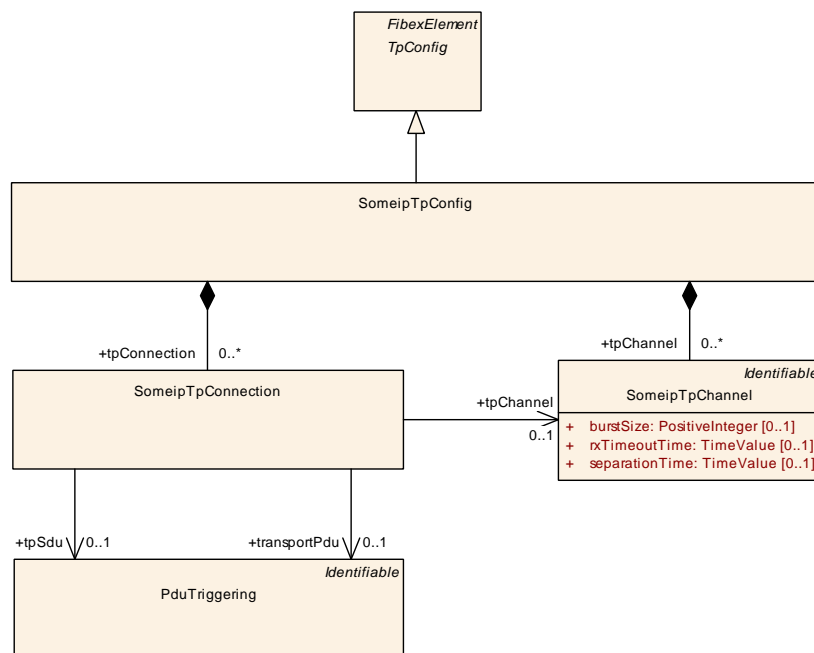 FibexElement
TpConfig
SomeipTpConfig
+tpConnection 0..*
+tpChannel 0..*
SomeipTpConnection
+tpChannel
0..1
Identifiable
SomeipTpChannel
+ burstSize: PositiveInteger [0..1]
+ rxTimeoutTime: TimeValue [0..1]
+ separationTime: TimeValue [0..1]
+tpSdu 0..1
+transportPdu 0..1
Identifiable
PduTriggering